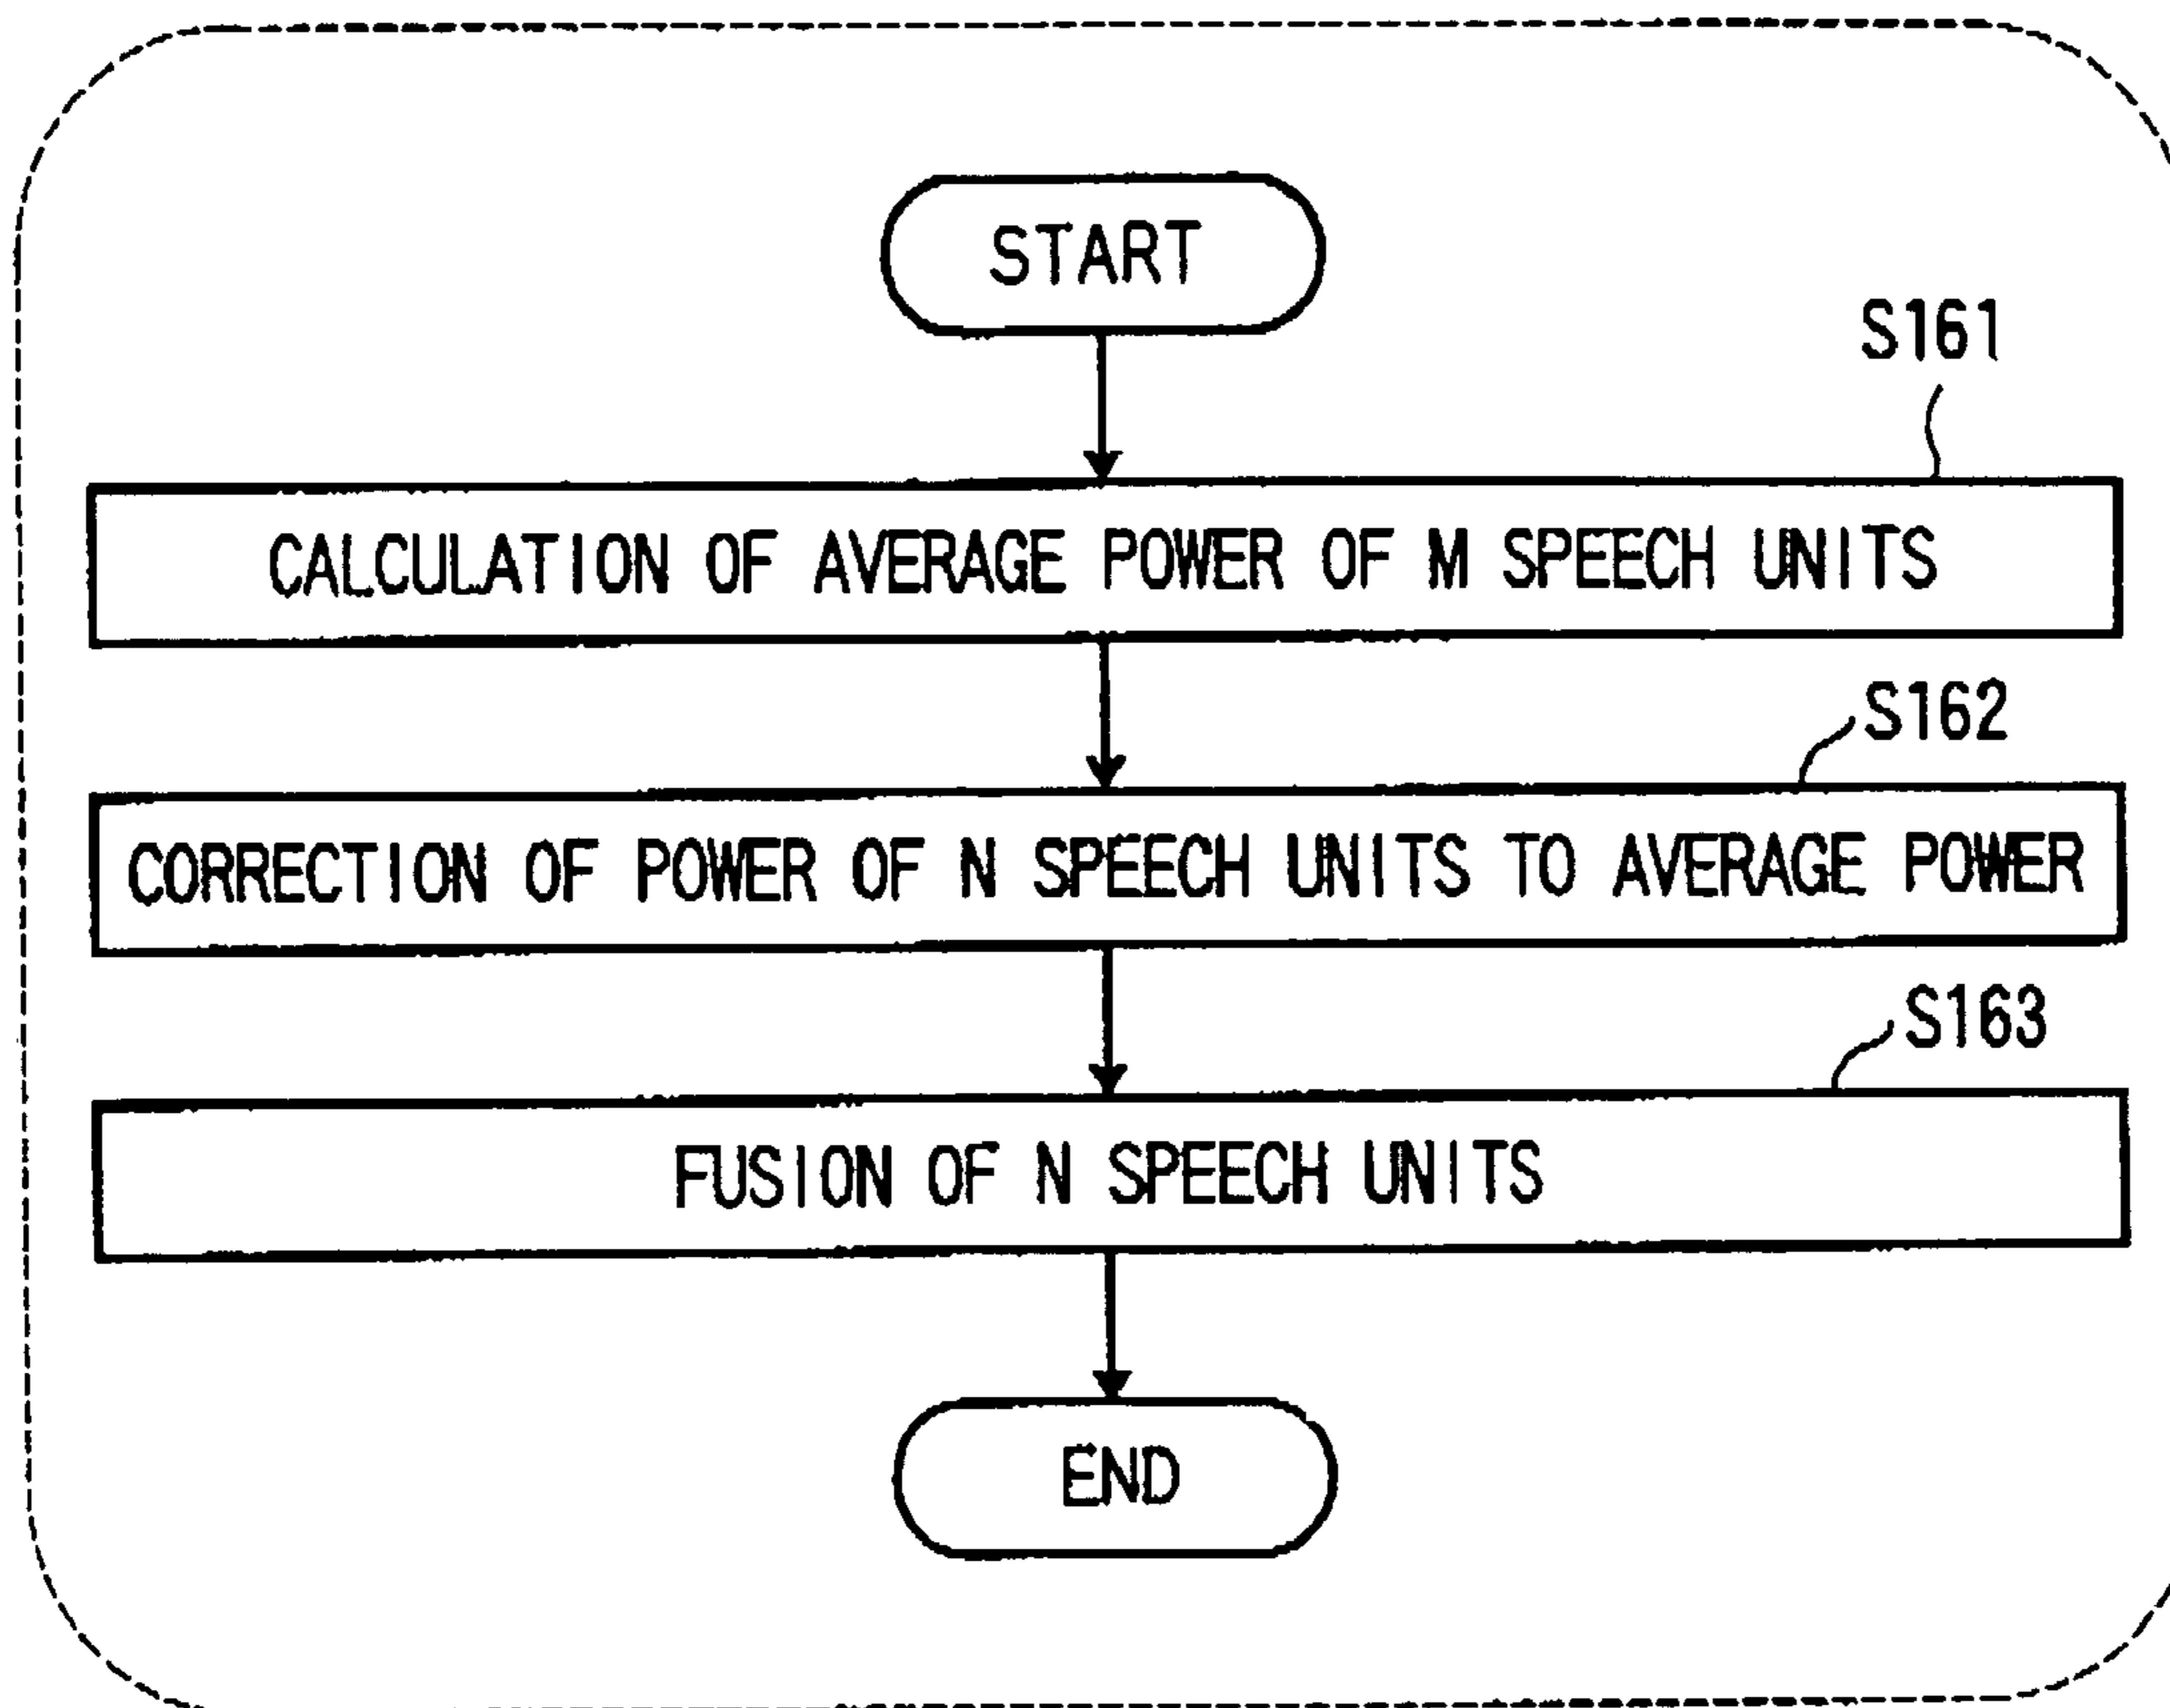 START
S161
CALCULATION OF AVERAGE POWER OF M SPEECH UNITS
S162
CORRECTION OF POWER OF N SPEECH UNITS TO AVERAGE POWER
S163
FUSION OF N SPEECH UNITS
END